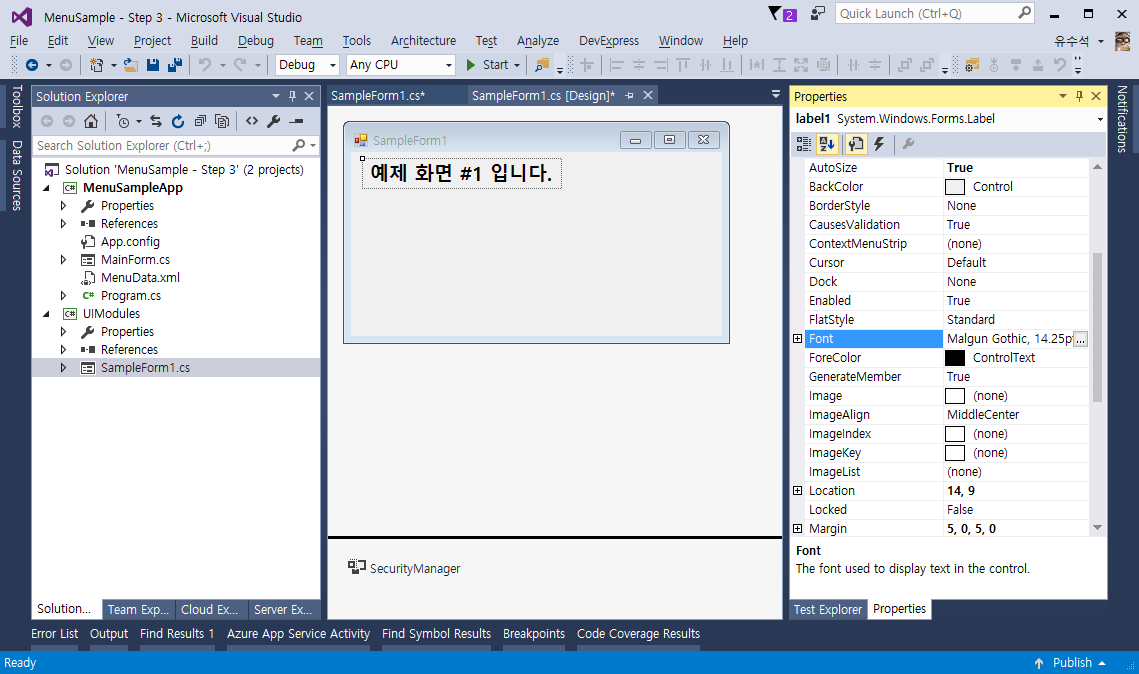 MenuSample - Step 3 - Microsoft Visual Studio
2
Quick Launch (Ctrl+Q)
File Edit View Project Build Debug Team Tools Architecture Test Analyze DevExpress Window Help
유수석
Debug Any CPU Start
Toolbox
Data Sources
Solution Explorer
Search Solution Explorer (Ctrl+;)
Solution 'MenuSample - Step 3' (2 projects)
C# MenuSampleApp
Properties
References
App.config
MainForm.cs
MenuData.xml
C# Program.cs
C# UIModules
Properties
References
SampleForm1.cs
Solution... Team Exp... Cloud Ex... Server Ex...
SampleForm1.cs* SampleForm1.cs [Design]*
SampleForm1
예제 화면 #1 입니다.
SecurityManager
Properties
label1 System.Windows.Forms.Label
AutoSize True
BackColor Control
BorderStyle None
CausesValidation True
ContextMenuStrip (none)
Cursor Default
Dock None
Enabled True
FlatStyle Standard
Font Malgun Gothic, 14.25pt ...
ForeColor ControlText
GenerateMember True
Image (none)
ImageAlign MiddleCenter
ImageIndex (none)
ImageKey (none)
ImageList (none)
Location 14, 9
Locked False
Margin 5, 0, 5, 0
Font
The font used to display text in the control.
Test Explorer Properties
Notifications
Error List Output Find Results 1 Azure App Service Activity Find Symbol Results Breakpoints Code Coverage Results
Ready
Publish